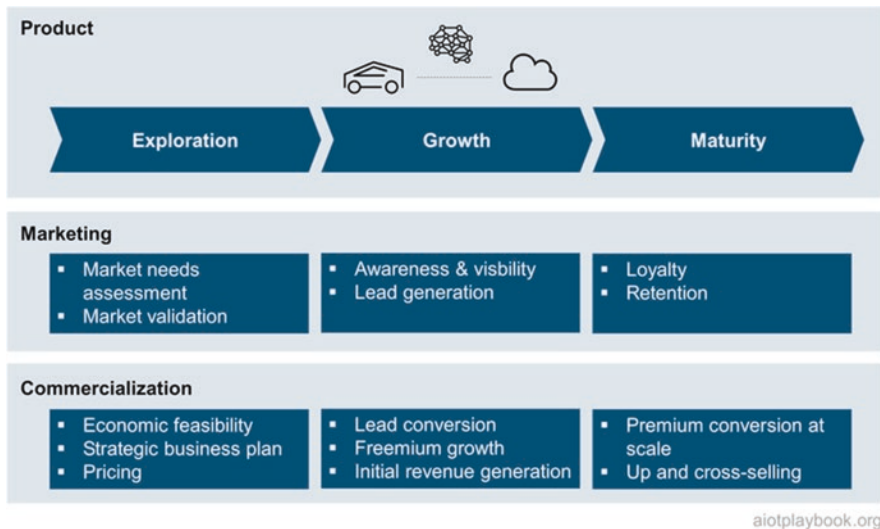 Product
Exploration
Growth
Maturity
Marketing
▪ Market needs
assessment
▪ Market validation
▪ Awareness & visbility
▪ Lead generation
▪ Loyalty
▪ Retention
Commercialization
▪ Economic feasibility
▪ Strategic business plan
▪ Pricing
▪ Lead conversion
▪ Freemium growth
▪ Initial revenue generation
▪ Premium conversion at
scale
▪ Up and cross-selling
aiotplaybook.org